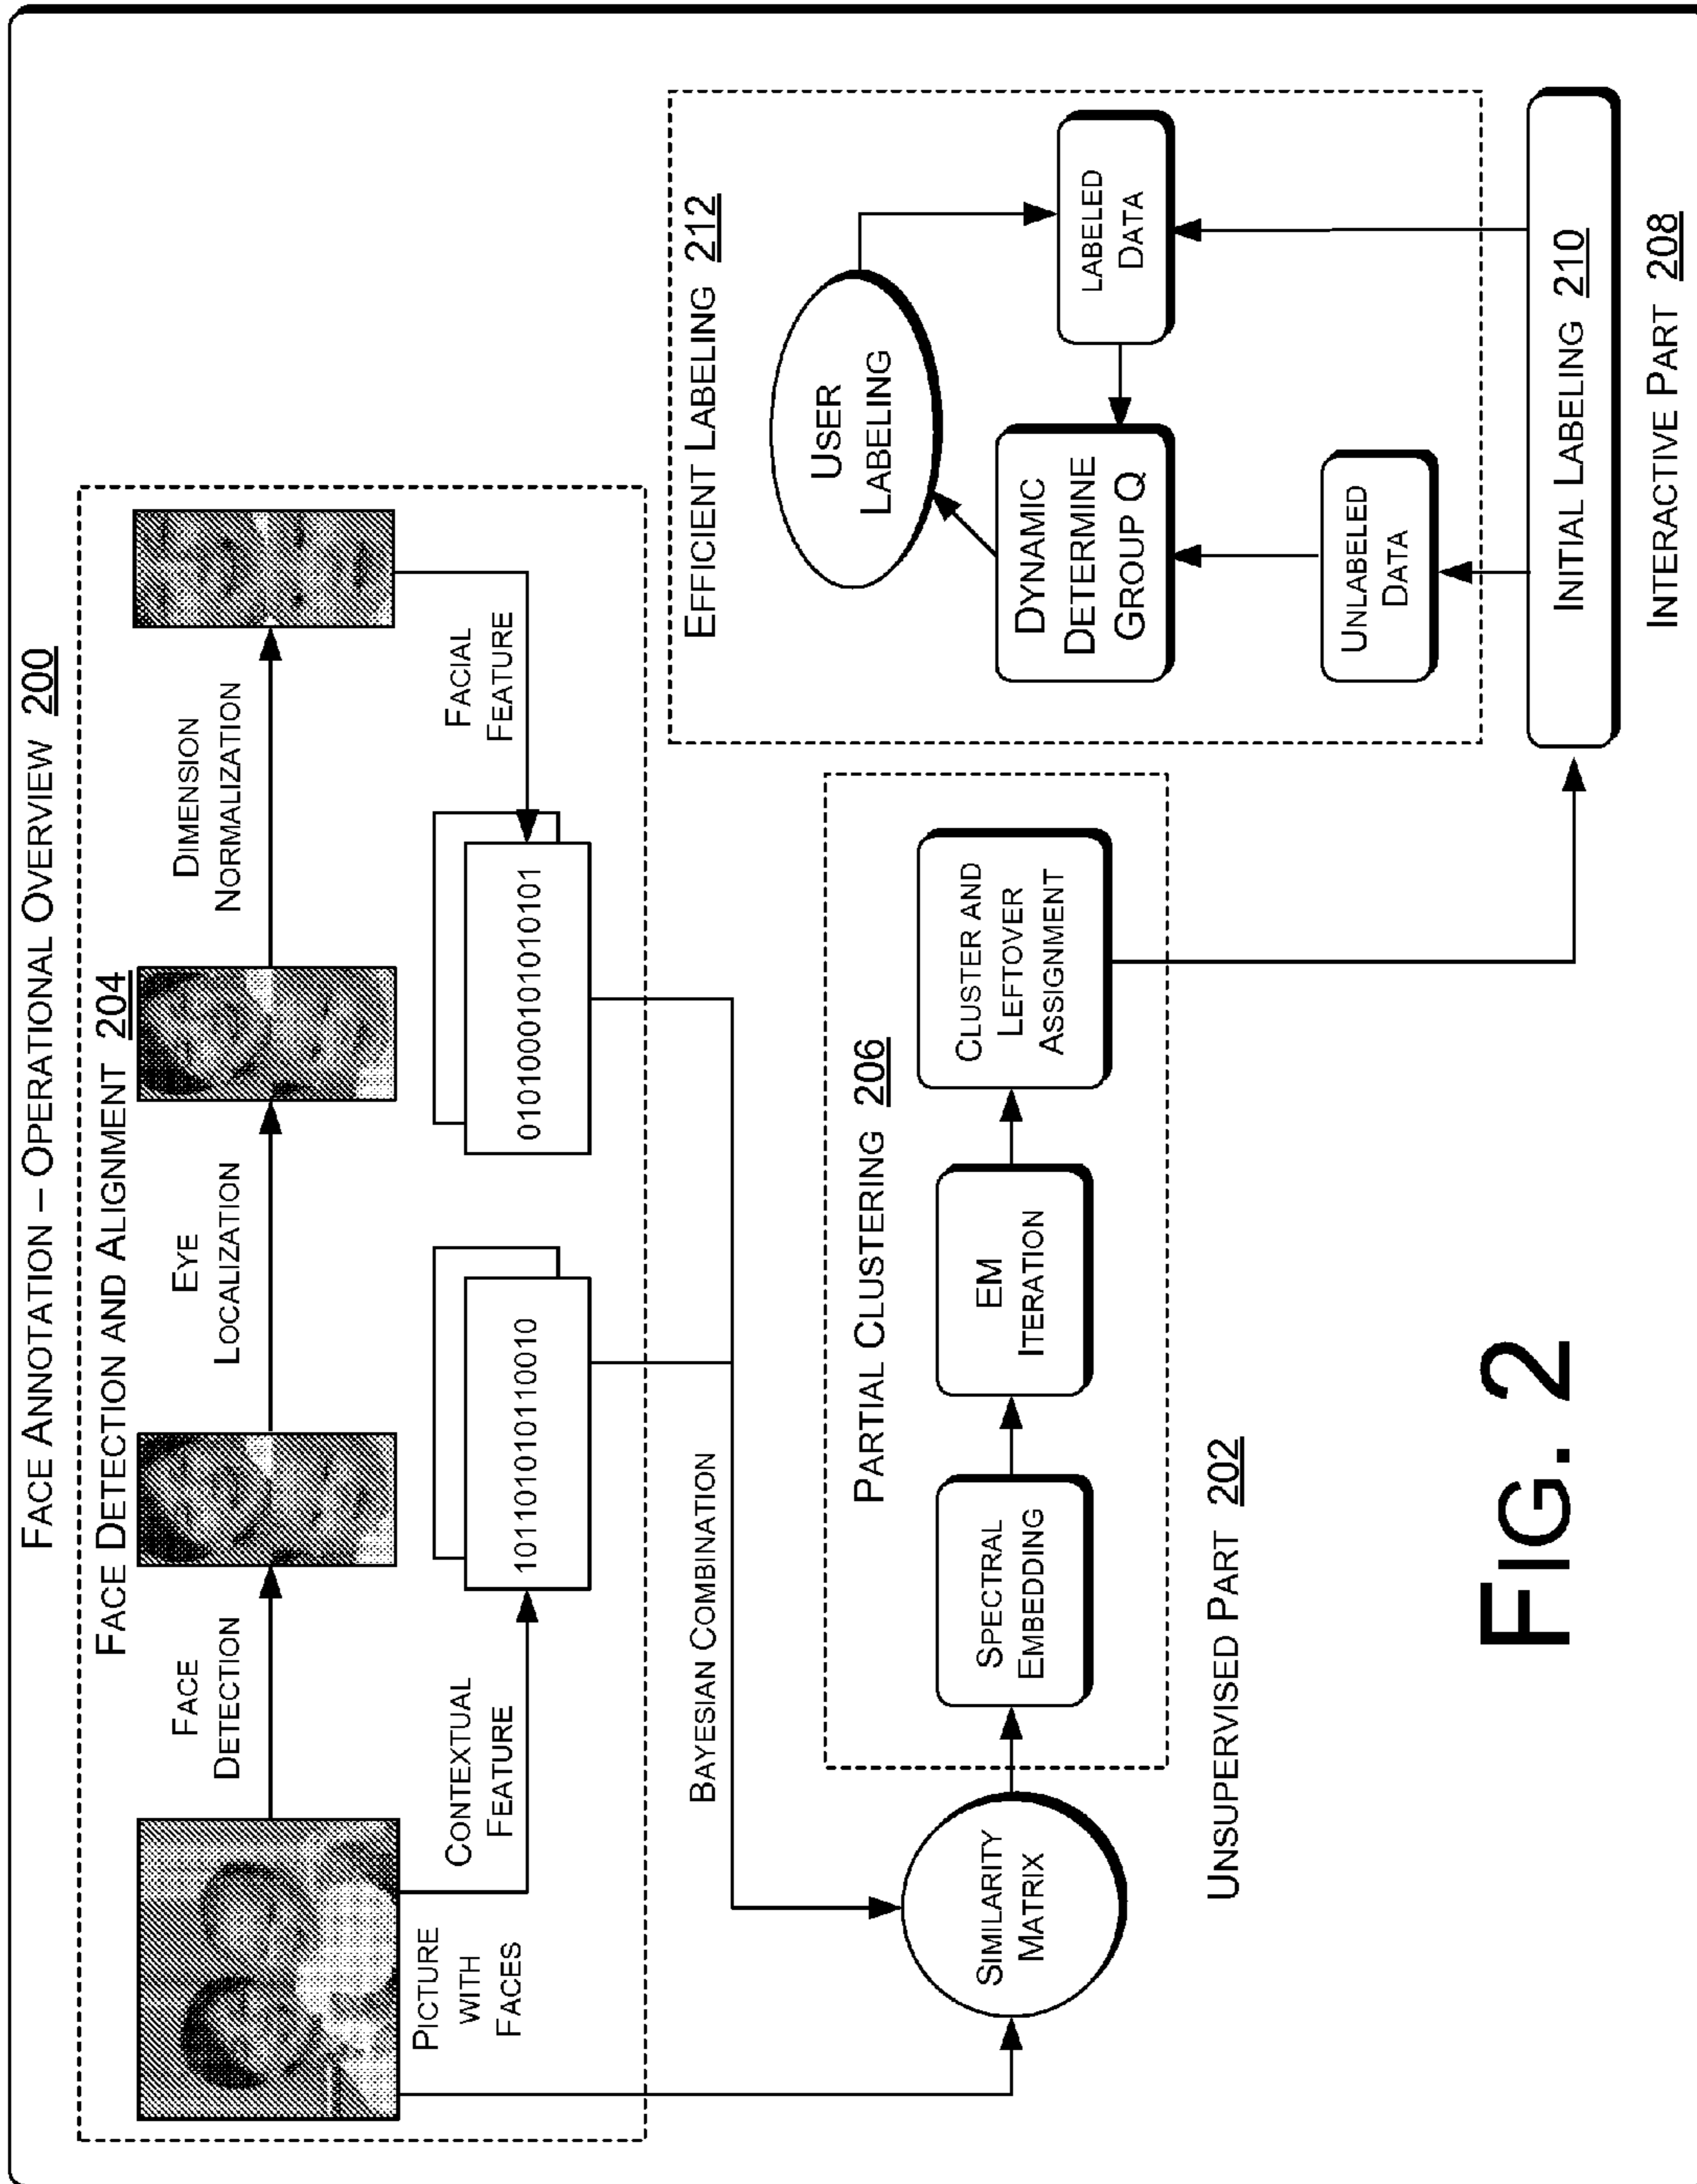 FACE ANNOTATION – OPERATIONAL OVERVIEW 200
FACE DETECTION AND ALIGNMENT 204
FACE
DETECTION
EYE
LOCALIZATION
DIMENSION
NORMALIZATION
PICTURE
WITH
FACES
CONTEXTUAL
FEATURE
1011010101110010
0101000101010101
FACIAL
FEATURE
BAYESIAN COMBINATION
SIMILARITY
MATRIX
PARTIAL CLUSTERING 206
SPECTRAL
EMBEDDING
EM
ITERATION
CLUSTER AND
LEFTOVER
ASSIGNMENT
UNSUPERVISED PART 202
EFFICIENT LABELING 212
USER
LABELING
DYNAMIC
DETERMINE
GROUP Q
LABELED
DATA
UNLABELED
DATA
INITIAL LABELING 210
INTERACTIVE PART 208
FIG. 2